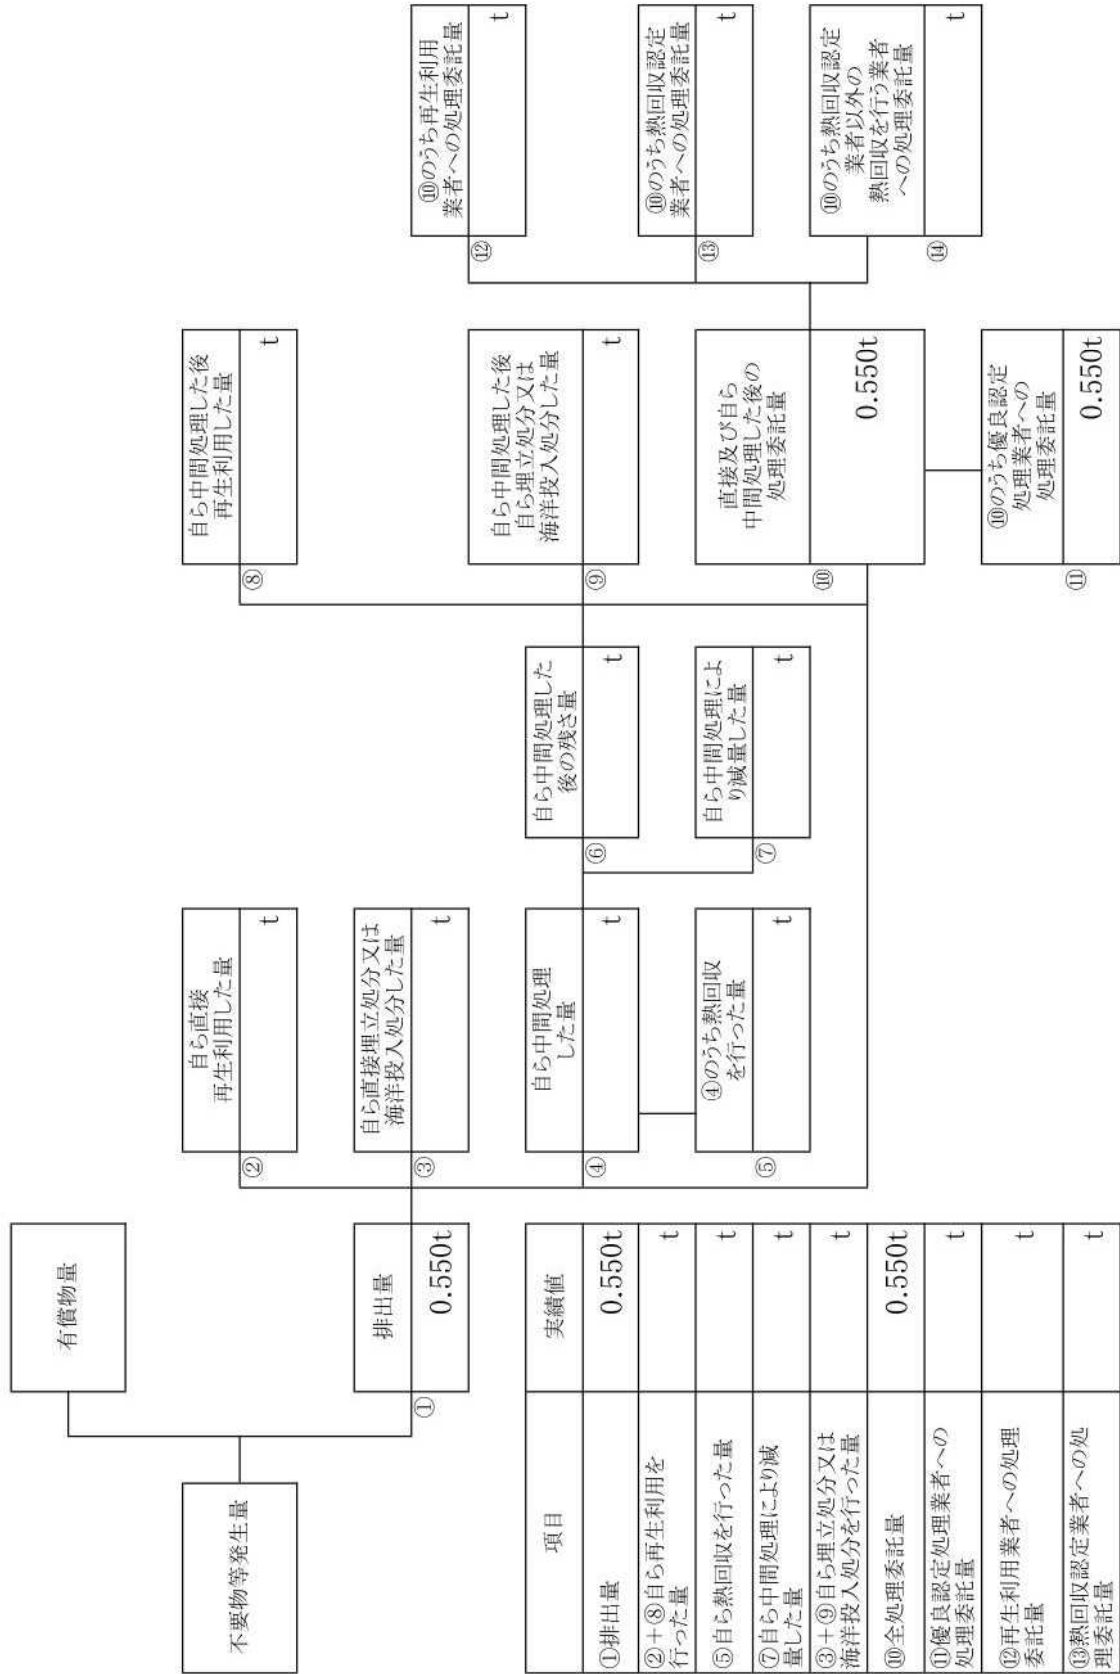 不要物等発生量
有償物量
①
排出量
0.550t
②
自ら直接
再生利用した量
t
③
自ら直接埋立処分又は
海洋投入処分した量
t
④
自ら中間処理
した量
t
⑤
④のうち熱回収
を行った量
t
⑥
自ら中間処理した
後の残さ量
t
⑦
自ら中間処理によ
り減量した量
t
⑧
自ら中間処理した後
再生利用した量
t
⑨
自ら中間処理した後
自ら埋立処分又は
海洋投入処分した量
t
⑩
直接及び自ら
中間処理した後の
処理委託量
0.550t
⑪
⑩のうち優良認定
処理業者への
処理委託量
0.550t
⑫
⑩のうち再生利用
業者への処理委託量
t
⑬
⑩のうち熱回収認定
業者への処理委託量
t
⑭
⑩のうち熱回収認定
業者以外の
熱回収を行う業者
への処理委託量
t
項目 実績値
①排出量 0.550t
②＋⑧自ら再生利用を
行った量
t
⑤自ら熱回収を行った量 t
⑦自ら中間処理により減
量した量
t
③＋⑨自ら埋立処分又は
海洋投入処分を行った量
t
⑩全処理委託量 0.550t
⑪優良認定処理業者への
処理委託量
t
⑫再生利用業者への処理
委託量
t
⑬熱回収認定業者への処
理委託量
t